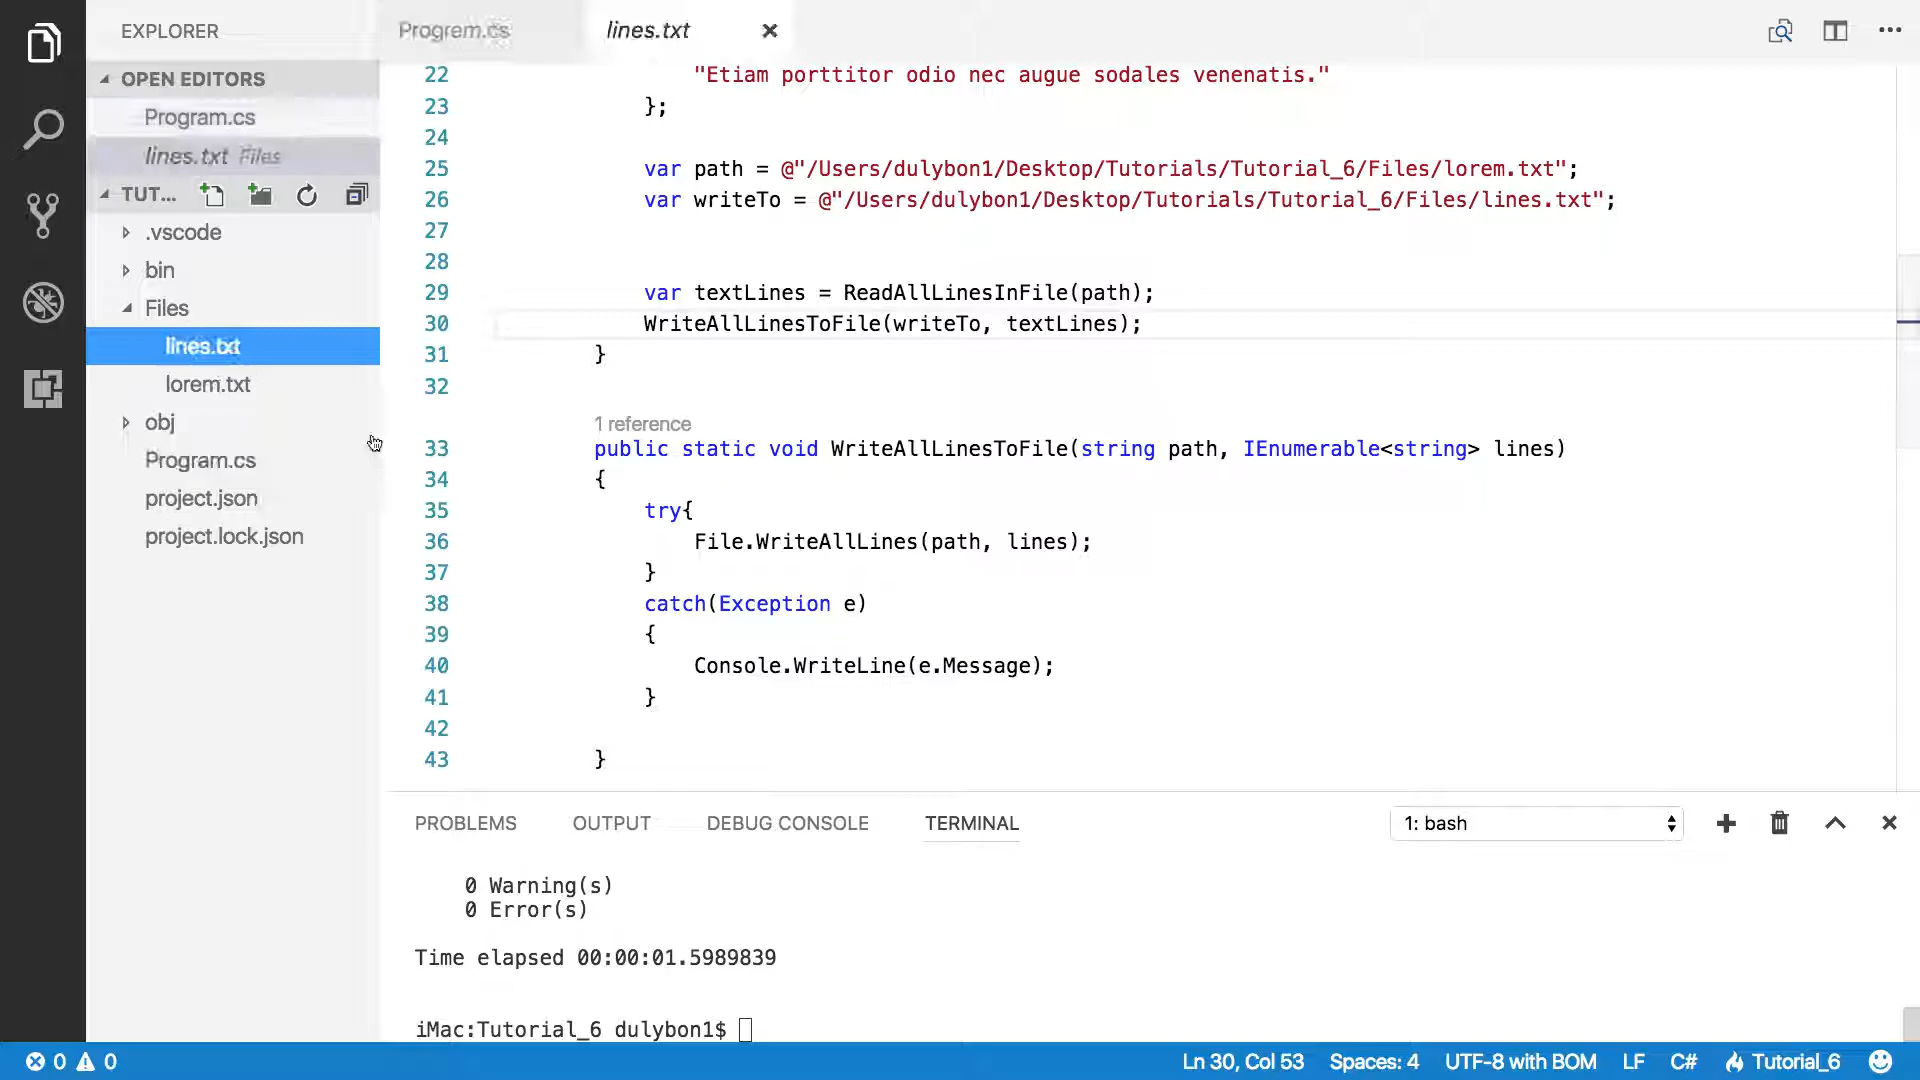 EXPLORER
OPEN EDITORS
Program.cs
lines.txt Files
TUT...
.vscode
bin
Files
lines.txt
lorem.txt
obj
Program.cs
project.json
project.lock.json
Progrem.cs
lines.txt
22 "Etiam porttitor odio nec augue sodales venenatis."
23 };
24
25 var path = @"/Users/dulybon1/Desktop/Tutorials/Tutorial_6/Files/lorem.txt";
26 var writeTo = @"/Users/dulybon1/Desktop/Tutorials/Tutorial_6/Files/lines.txt";
27
28
29 var textLines = ReadAllLinesInFile(path);
30 WriteAllLinesToFile(writeTo, textLines);
31 }
32
1 reference
33 public static void WriteAllLinesToFile(string path, IEnumerable<string> lines)
34 {
35 try{
36 File.WriteAllLines(path, lines);
37 }
38 catch(Exception e)
39 {
40 Console.WriteLine(e.Message);
41 }
42
43 }
PROBLEMS OUTPUT DEBUG CONSOLE TERMINAL 1: bash
0 Warning(s)
0 Error(s)
Time elapsed 00:00:01.5989839
iMac:Tutorial_6 dulybon1$
0 0 Ln 30, Col 53 Spaces: 4 UTF-8 with BOM LF C# Tutorial_6